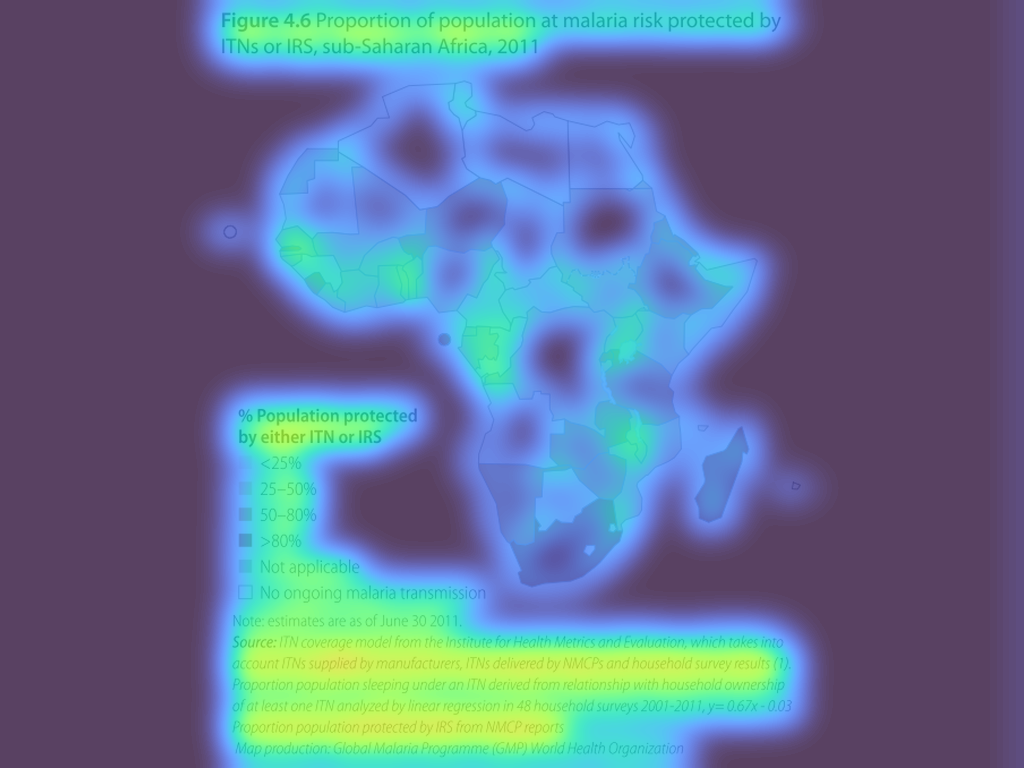 Figure 4.6 Proportion of population at malaria risk protected by
ITNs or IRS, sub-Saharan Africa, 2011
% Population protected
by either ITN or IRS
<25%
25–50%
50–80%
>80%
Not applicable
No ongoing malaria transmission
Note: estimates are as of June 30 2011.
Source: ITN coverage model from the Institute for Health Metrics and Evaluation, which takes into
account ITNs supplied by manufacturers, ITNs delivered by NMCPs and household survey results (1).
Proportion population sleeping under an ITN derived from relationship with household ownership
of at least one ITN analyzed by linear regression in 48 household surveys 2001-2011, y= 0.67x - 0.03
Proportion population protected by IRS from NMCP reports
Map production: Global Malaria Programme (GMP) World Health Organization